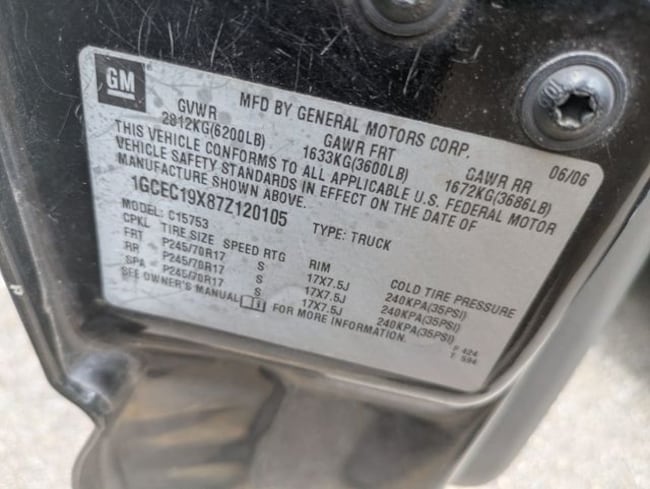 GM
MFD BY GENERAL MOTORS CORP. 06/06
GVWR GAWR FRT GAWR RR
2812KG(6200LB) 1633KG(3600LB) 1672KG(3686LB)
THIS VEHICLE CONFORMS TO ALL APPLICABLE U.S. FEDERAL MOTOR
VEHICLE SAFETY STANDARDS IN EFFECT ON THE DATE OF
MANUFACTURE SHOWN ABOVE.
1GCEC19X87Z120105 TYPE: TRUCK
MODEL: C15753
CPKL TIRE SIZE SPEED RTG RIM COLD TIRE PRESSURE
FRT P245/70R17 S 17X7.5J 240KPA(35PSI)
RR P245/70R17 S 17X7.5J 240KPA(35PSI)
SPA P245/70R17 S 17X7.5J 240KPA(35PSI)
SEE OWNER'S MANUAL FOR MORE INFORMATION.
P 424
T 594